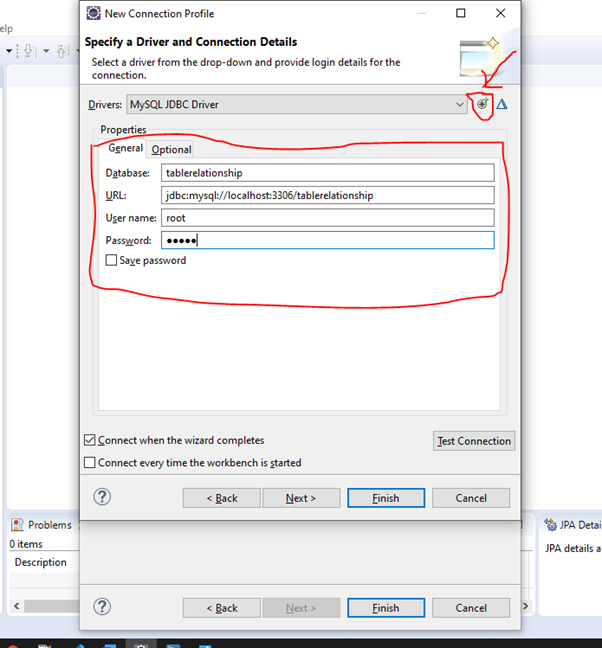 New Connection Profile
elp
Specify a Driver and Connection Details
Select a driver from the drop-down and provide login details for the
connection.
Drivers: MySQL JDBC Driver
Properties
General Optional
Database: tablerelationship
URL: jdbc:mysql://localhost:3306/tablerelationship
User name: root
Password: ●●●●●
Save password
Connect when the wizard completes
Test Connection
Connect every time the workbench is started
? < Back Next > Finish Cancel
Problems
JPA Detai
0 items
JPA details a
Description
? < Back Next > Finish Cancel